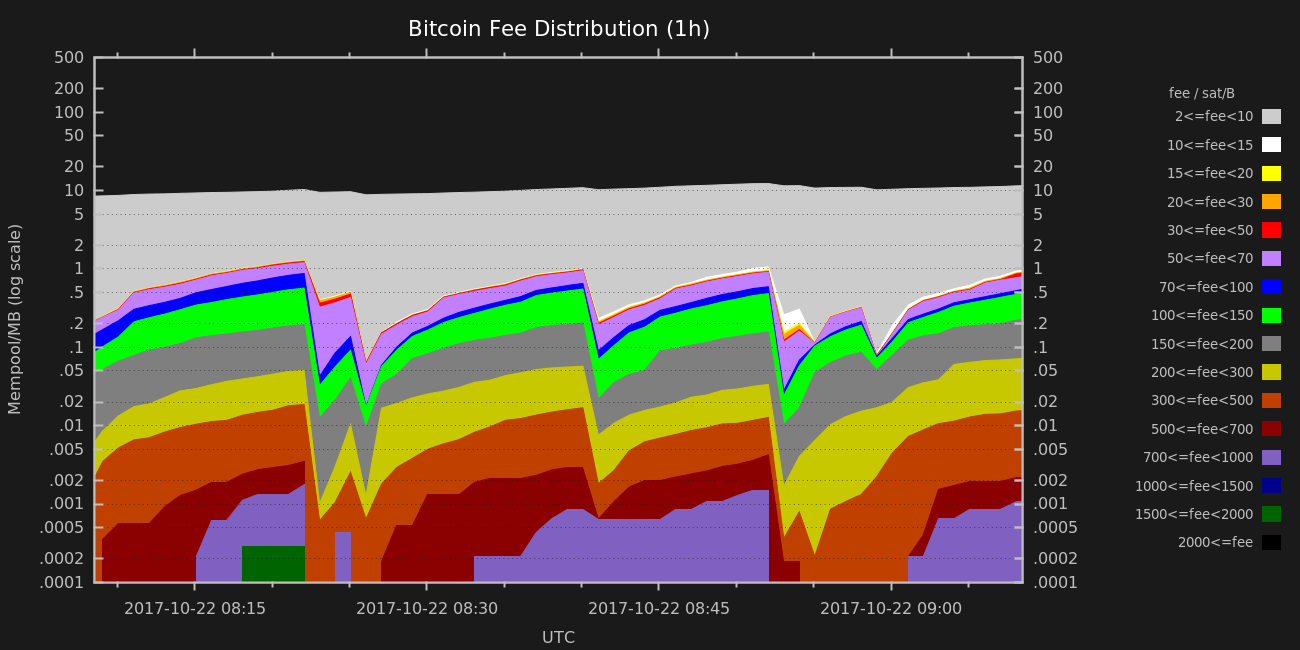 Bitcoin Fee Distribution (1h)
500 500
200 200
100 100
50 50
20 20
10 10
5 5
2 2
1 1
.5 .5
.2 .2
.1 .1
.05 .05
.02 .02
.01 .01
.005 .005
.002 .002
.001 .001
.0005 .0005
.0002 .0002
.0001 .0001
Mempool/MB (log scale)
2017-10-22 08:15 2017-10-22 08:30 2017-10-22 08:45 2017-10-22 09:00
UTC
fee / sat/B
2<=fee<10
10<=fee<15
15<=fee<20
20<=fee<30
30<=fee<50
50<=fee<70
70<=fee<100
100<=fee<150
150<=fee<200
200<=fee<300
300<=fee<500
500<=fee<700
700<=fee<1000
1000<=fee<1500
1500<=fee<2000
2000<=fee